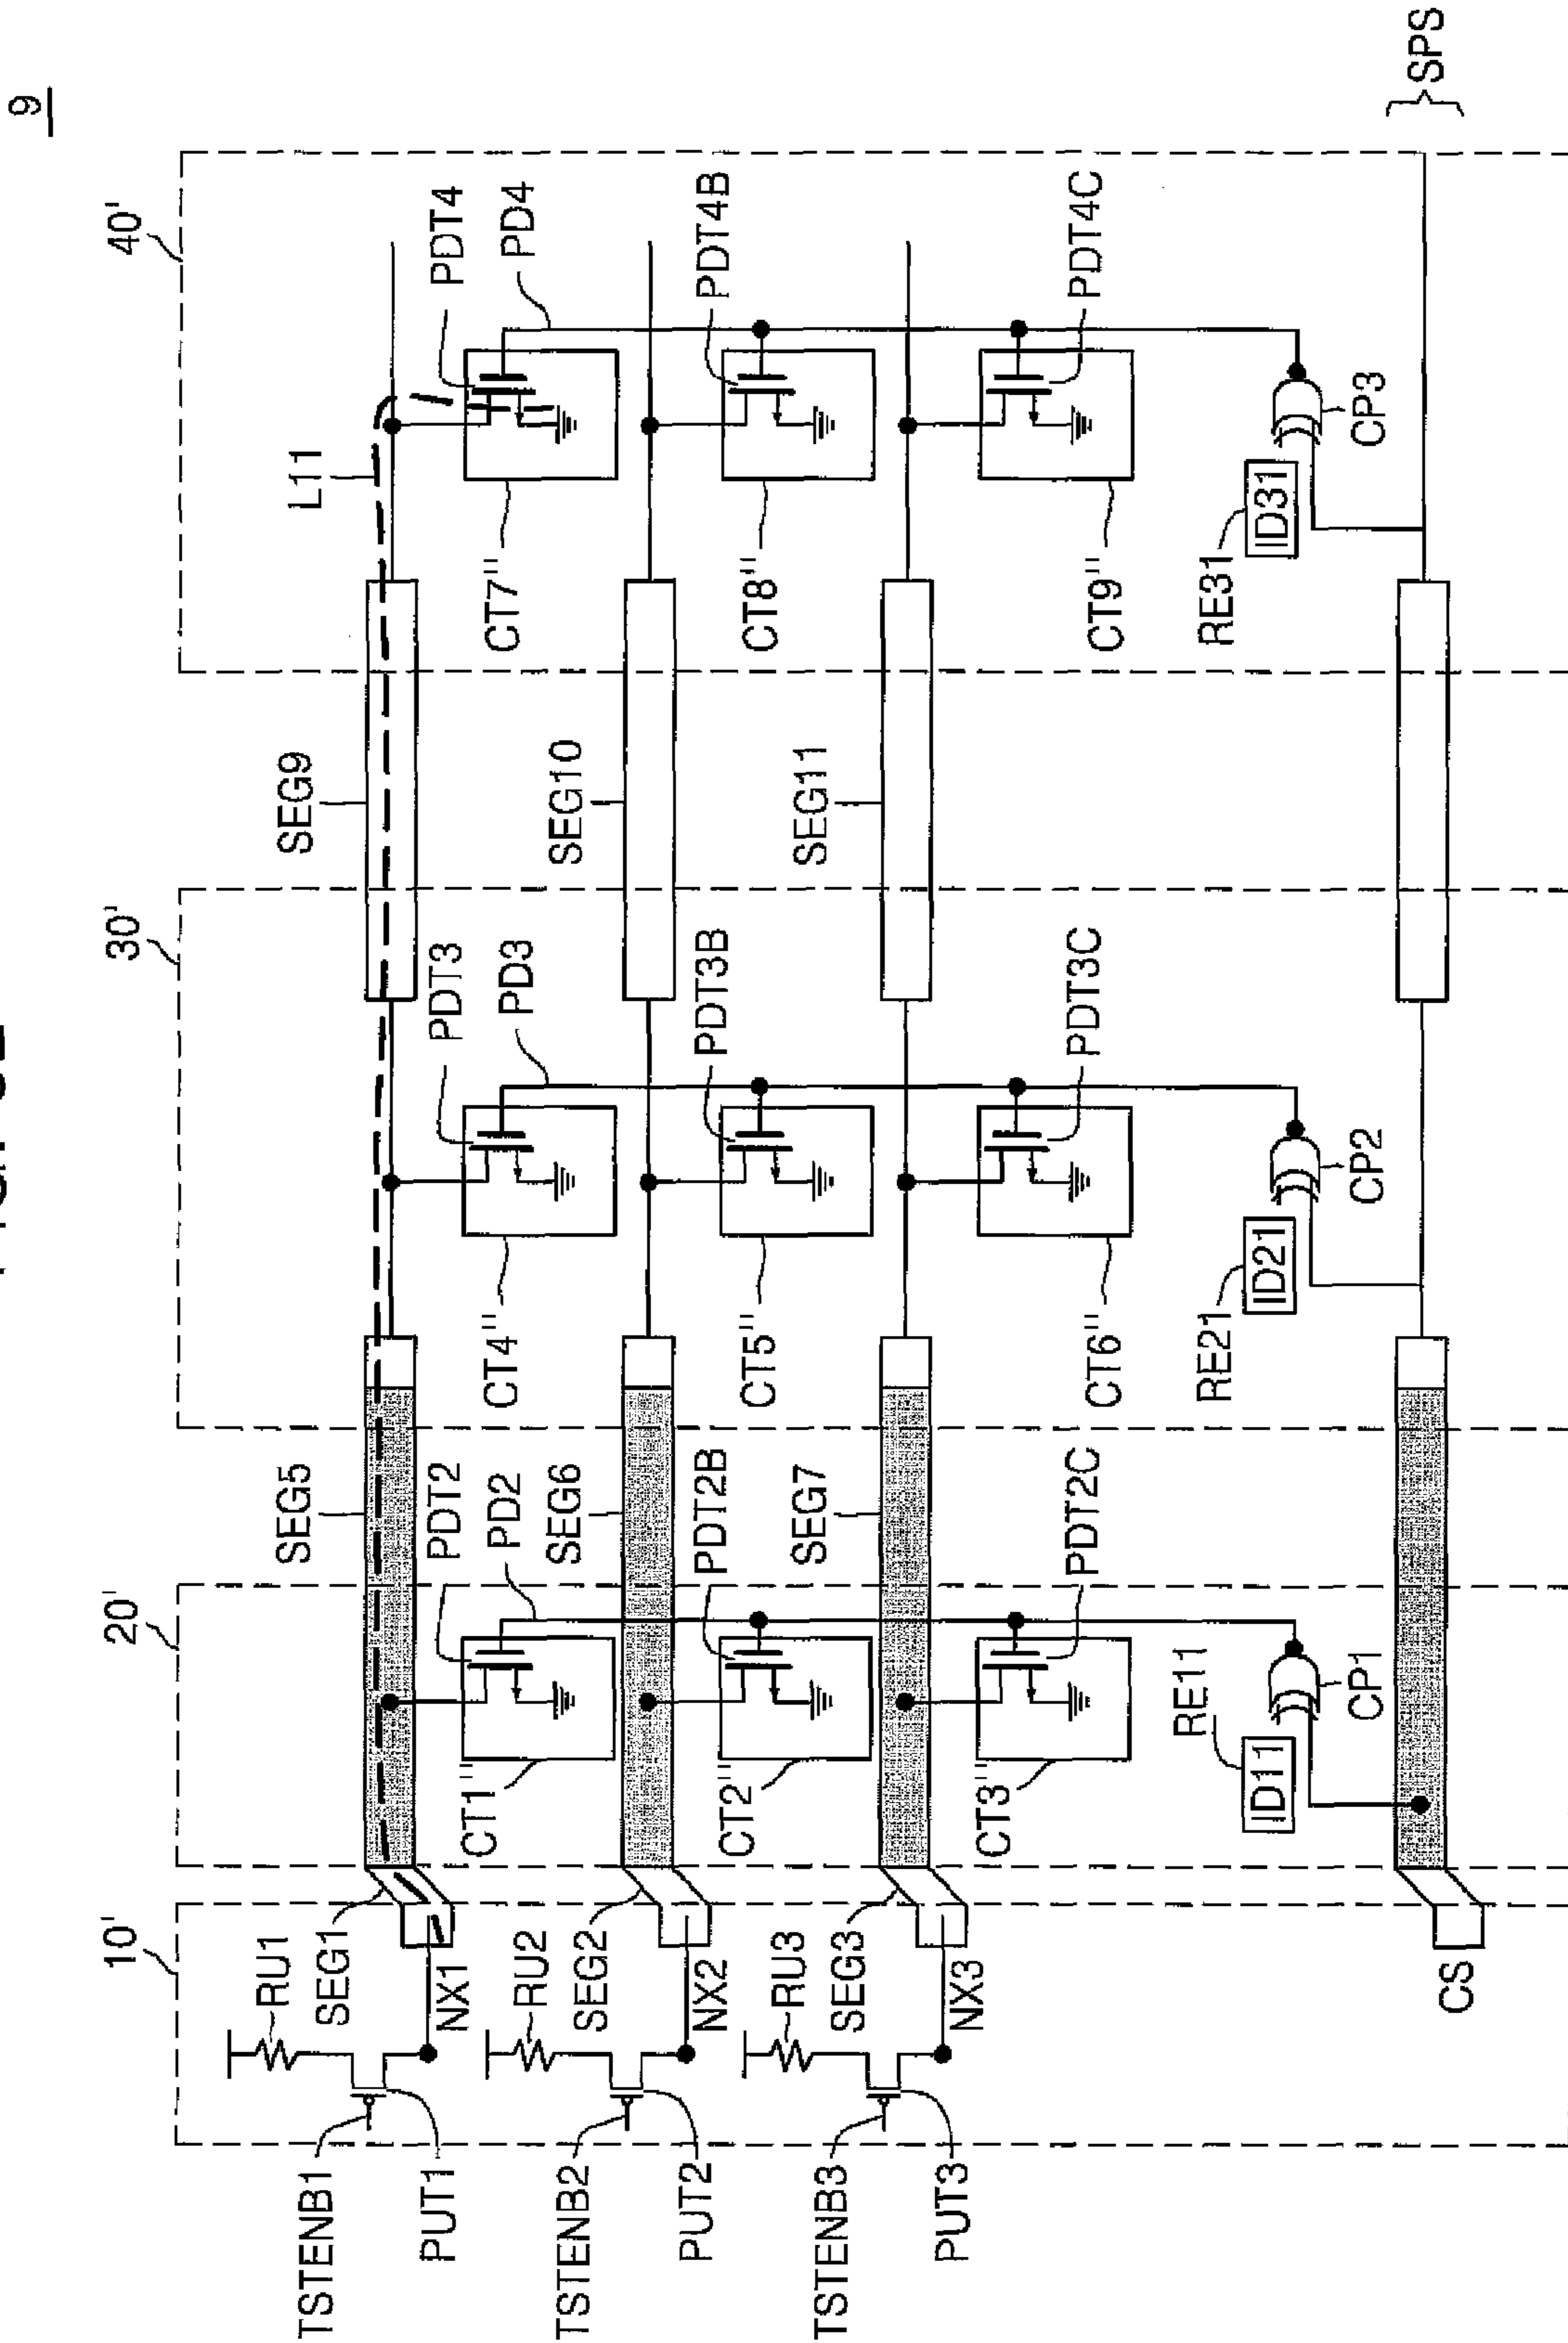 9
10'
20'
30'
40'
TSTENB1
PUT1
RU1
SEG1
NX1
SEG5
PDT2
PD2
CT1''
PDT3
PD3
CT4''
SEG9
L11
PDT4
PD4
CT7''
TSTENB2
PUT2
RU2
SEG2
NX2
SEG6
PDT2B
CT2''
PDT3B
CT5''
SEG10
PDT4B
CT8''
TSTENB3
PUT3
RU3
SEG3
NX3
SEG7
PDT2C
CT3''
PDT3C
CT6''
SEG11
PDT4C
CT9''
RE11
ID11
CP1
RE21
ID21
CP2
RE31
ID31
CP3
CS
SPS